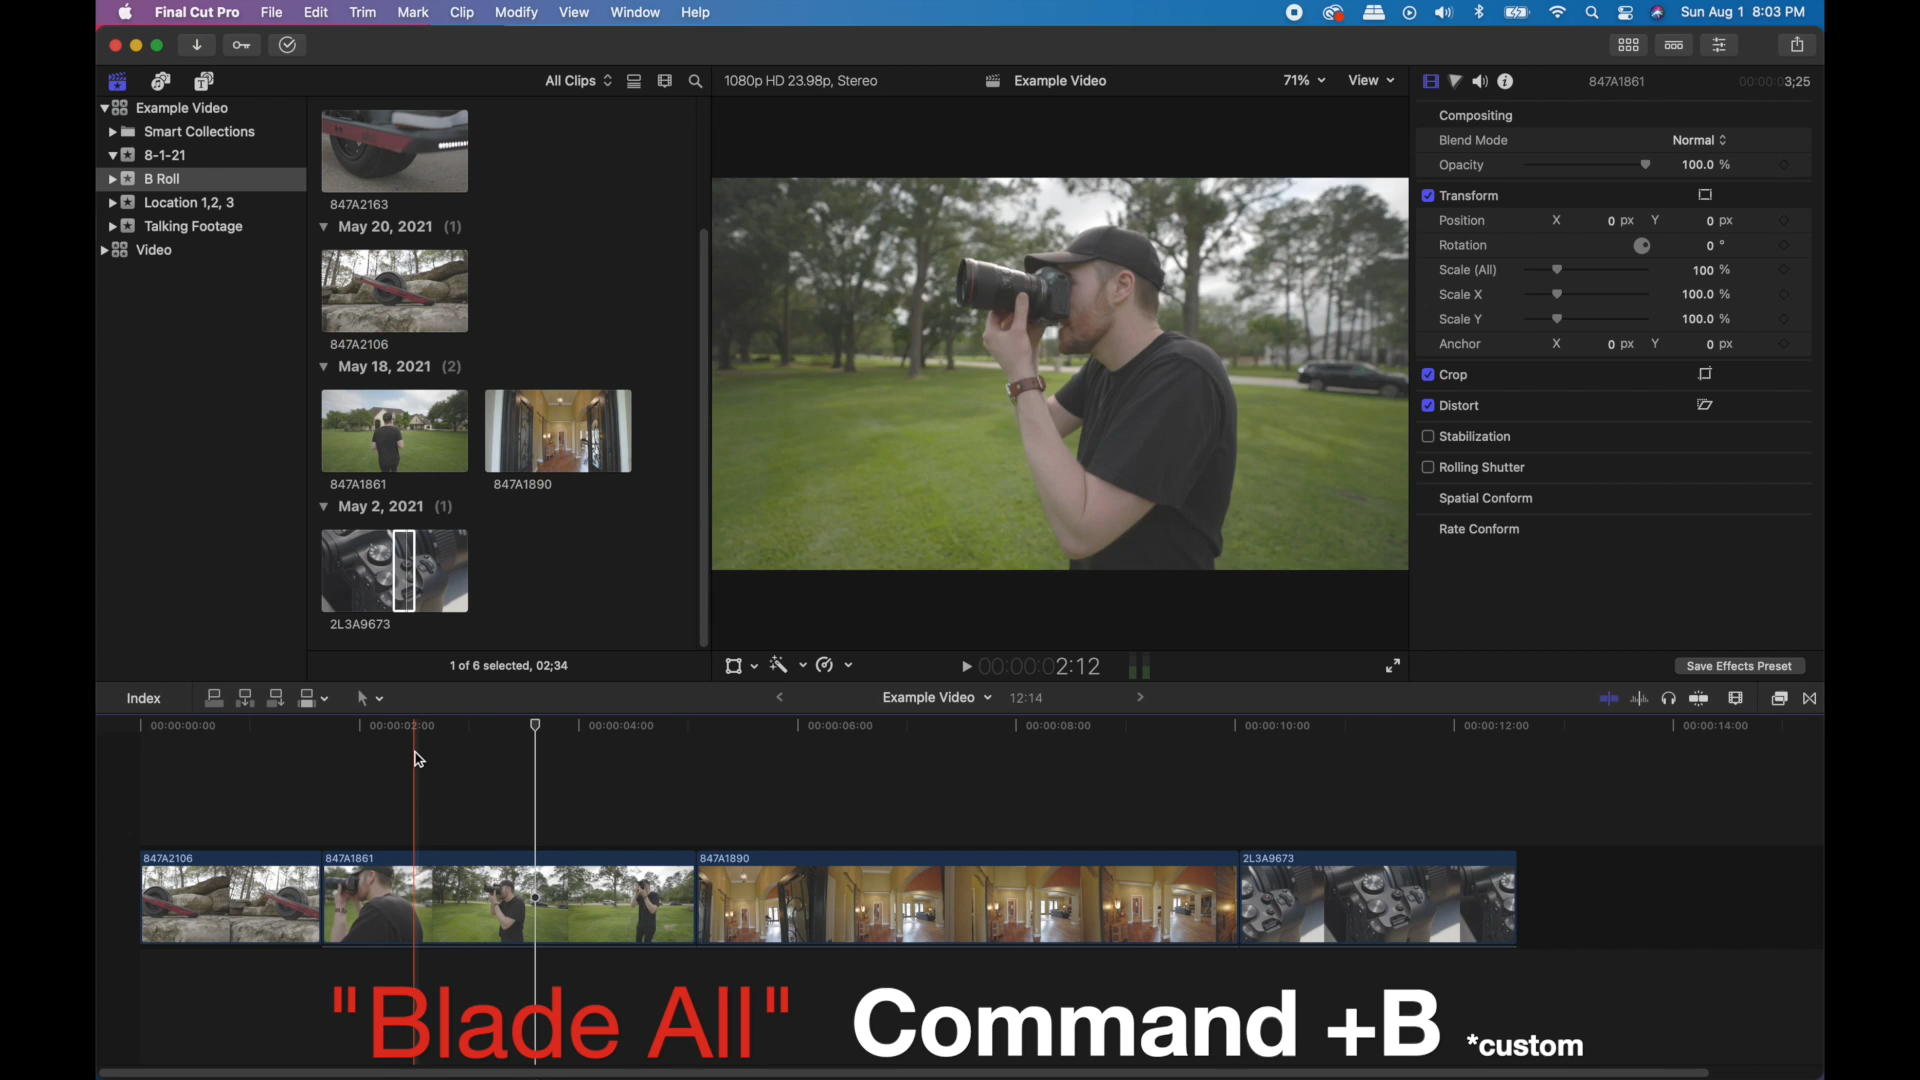 Final Cut Pro File Edit Trim Mark Clip Modify View Window Help Sun Aug 1 8:03 PM
All Clips 1080p HD 23.98p, Stereo Example Video 71% View 847A1861 00:00:03;25
Example Video
Smart Collections
8-1-21
B Roll
Location 1,2, 3
Talking Footage
Video
847A2163
May 20, 2021 (1)
847A2106
May 18, 2021 (2)
847A1861 847A1890
May 2, 2021 (1)
2L3A9673
1 of 6 selected, 02;34
00:00:02:12
Compositing
Blend Mode Normal
Opacity 100.0 %
Transform
Position X 0 px Y 0 px
Rotation 0 °
Scale (All) 100 %
Scale X 100.0 %
Scale Y 100.0 %
Anchor X 0 px Y 0 px
Crop
Distort
Stabilization
Rolling Shutter
Spatial Conform
Rate Conform
Save Effects Preset
Index Example Video 12:14
00:00:00:00 00:00:02:00 00:00:04:00 00:00:06:00 00:00:08:00 00:00:10:00 00:00:12:00 00:00:14:00
847A2106 847A1861 847A1890 2L3A9673
"Blade All" Command +B *custom